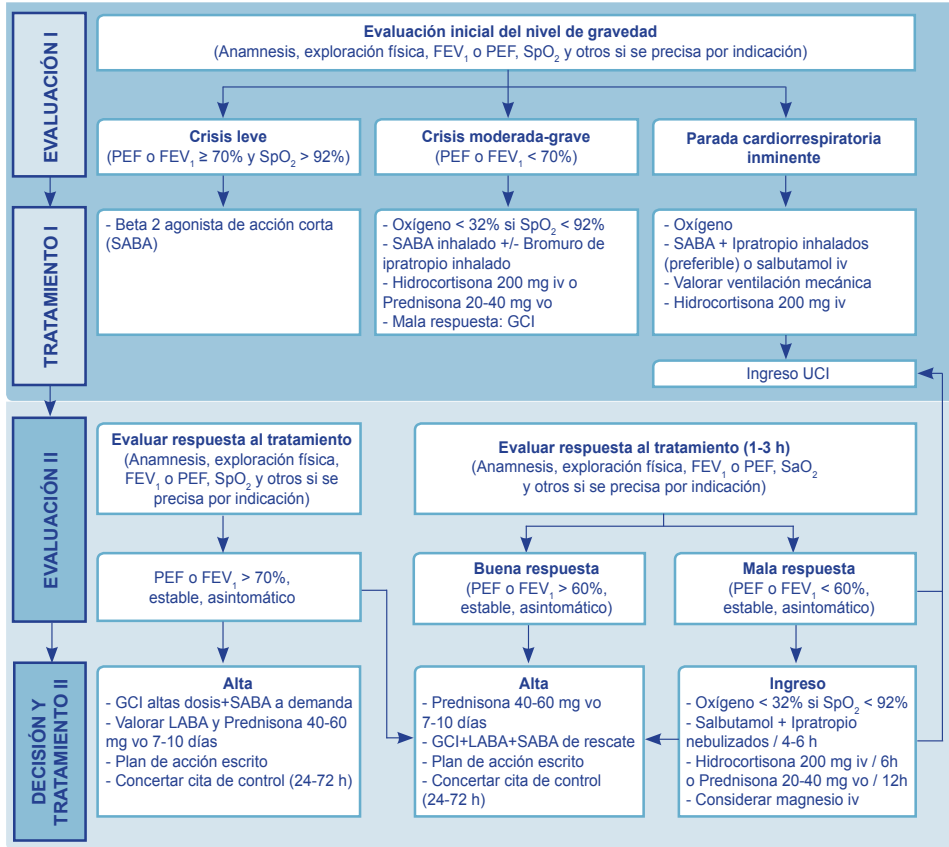 EVALUACIÓN I
Evaluación inicial del nivel de gravedad
(Anamnesis, exploración física, FEV₁ o PEF, SpO₂ y otros si se precisa por indicación)
Crisis leve
(PEF o FEV₁ ≥ 70% y SpO₂ > 92%)
Crisis moderada-grave
(PEF o FEV₁ < 70%)
Parada cardiorrespiratoria
inminente
TRATAMIENTO I
- Beta 2 agonista de acción corta
(SABA)
- Oxígeno < 32% si SpO₂ < 92%
- SABA inhalado +/- Bromuro de
ipratropio inhalado
- Hidrocortisona 200 mg iv o
Prednisona 20-40 mg vo
- Mala respuesta: GCI
- Oxígeno
- SABA + Ipratropio inhalados
(preferible) o salbutamol iv
- Valorar ventilación mecánica
- Hidrocortisona 200 mg iv
Ingreso UCI
EVALUACIÓN II
Evaluar respuesta al tratamiento
(Anamnesis, exploración física,
FEV₁ o PEF, SpO₂ y otros si se
precisa por indicación)
Evaluar respuesta al tratamiento (1-3 h)
(Anamnesis, exploración física, FEV₁ o PEF, SaO₂
y otros si se precisa por indicación)
PEF o FEV₁ > 70%,
estable, asintomático
Buena respuesta
(PEF o FEV₁ > 60%,
estable, asintomático)
Mala respuesta
(PEF o FEV₁ < 60%,
estable, asintomático)
DECISIÓN Y
TRATAMIENTO II
Alta
- GCI altas dosis+SABA a demanda
- Valorar LABA y Prednisona 40-60
mg vo 7-10 días
- Plan de acción escrito
- Concertar cita de control (24-72 h)
Alta
- Prednisona 40-60 mg vo
7-10 días
- GCI+LABA+SABA de rescate
- Plan de acción escrito
- Concertar cita de control
(24-72 h)
Ingreso
- Oxígeno < 32% si SpO₂ < 92%
- Salbutamol + Ipratropio
nebulizados / 4-6 h
- Hidrocortisona 200 mg iv / 6h
o Prednisona 20-40 mg vo / 12h
- Considerar magnesio iv